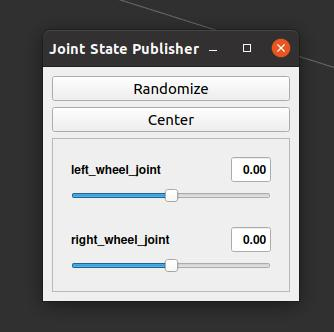 Joint State Publisher
Randomize
Center
left_wheel_joint 0.00
right_wheel_joint 0.00